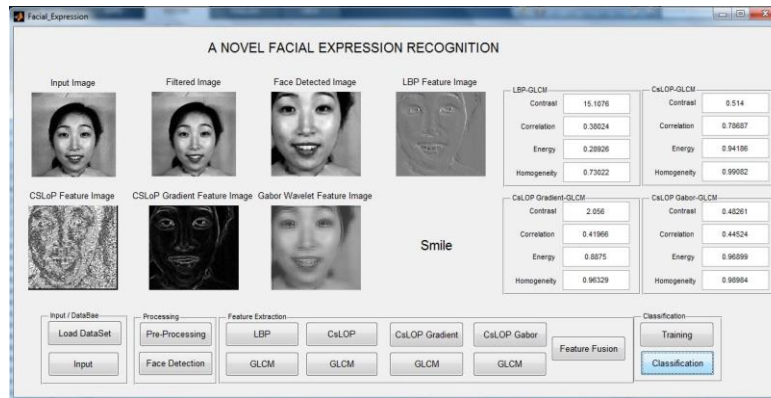 Facial_Expression
A NOVEL FACIAL EXPRESSION RECOGNITION
Input Image
Filtered Image
Face Detected Image
LBP Feature Image
CSLoP Feature Image
CSLoP Gradient Feature Image
Gabor Wavelet Feature Image
Smile
LBP-GLCM
Contrast 15.1076
Correlation 0.38024
Energy 0.28926
Homogeneity 0.73022
CsLOP-GLCM
Contrast 0.514
Correlation 0.78687
Energy 0.94186
Homogeneity 0.99082
CsLOP Gradient-GLCM
Contrast 2.056
Correlation 0.41966
Energy 0.8875
Homogeneity 0.96329
CsLOP Gabor-GLCM
Contrast 0.48261
Correlation 0.44524
Energy 0.96899
Homogeneity 0.98984
Input / DataBae
Load DataSet
Input
Processing
Pre-Processing
Face Detection
Feature Extraction
LBP
CsLOP
CsLOP Gradient
CsLOP Gabor
GLCM
GLCM
GLCM
GLCM
Feature Fusion
Classification
Training
Classification